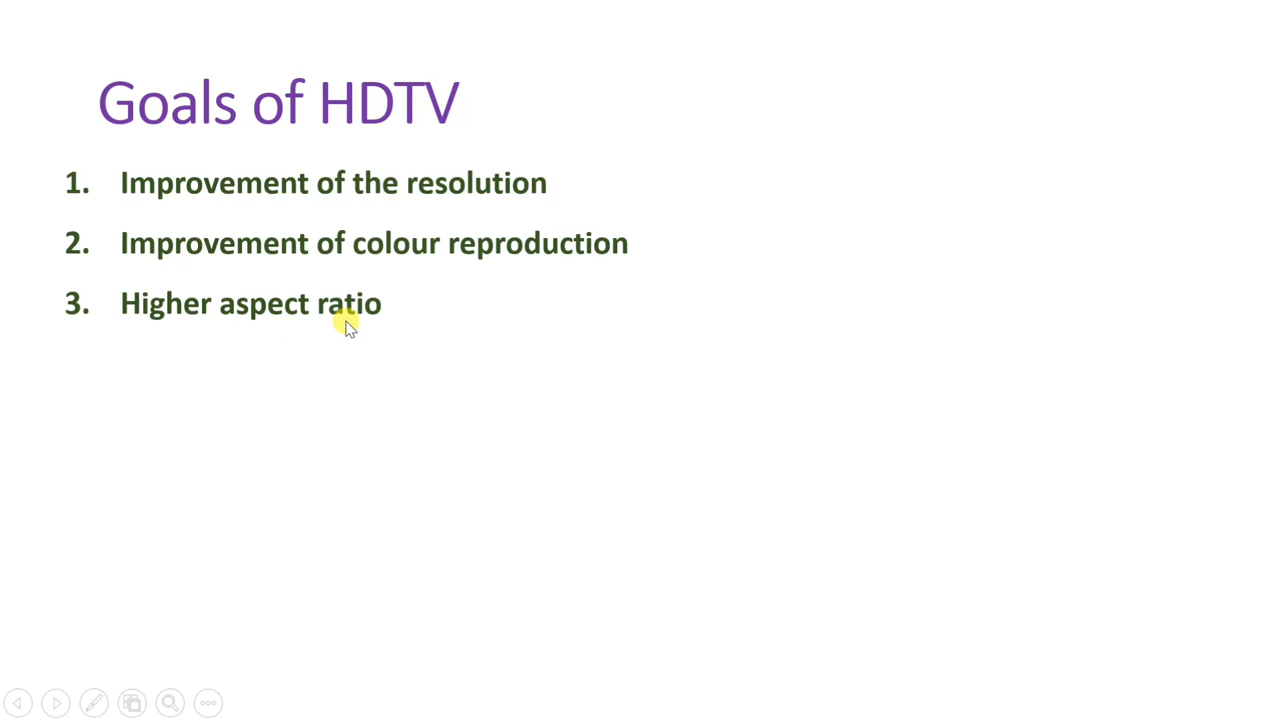 Goals of HDTV
1. Improvement of the resolution
2. Improvement of colour reproduction
3. Higher aspect ratio